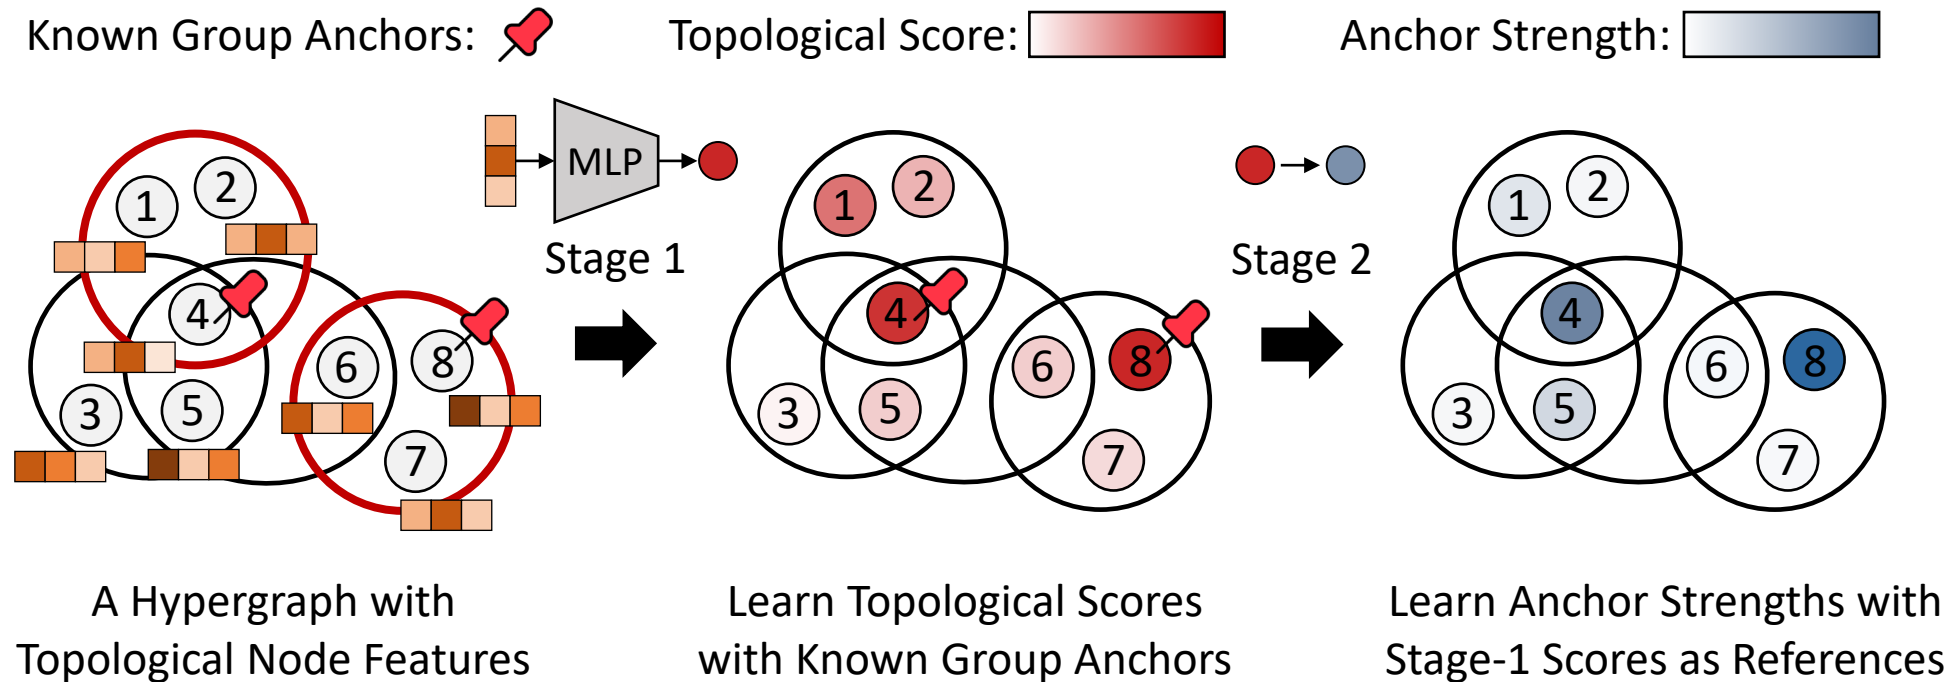 Known Group Anchors:
Topological Score:
Anchor Strength:
MLP
Stage 1
Stage 2
1
2
3
4
5
6
7
8
1
2
3
4
5
6
7
8
1
2
3
4
5
6
7
8
A Hypergraph with
Topological Node Features
Learn Topological Scores
with Known Group Anchors
Learn Anchor Strengths with
Stage-1 Scores as References